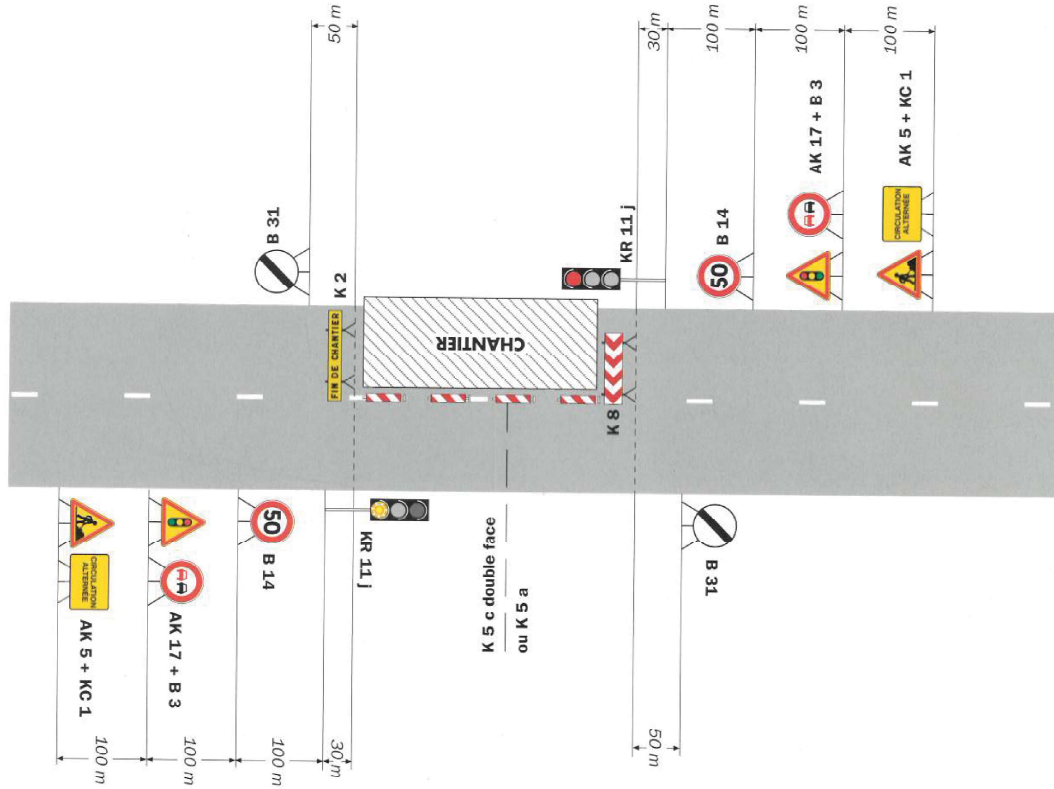 50 m
30 m
100 m
100 m
100 m
B 31
K 2
KR 11 j
B 14
AK 17 + B 3
AK 5 + KC 1
50
CIRCULATION
ALTERNÉE
FIN DE CHANTIER
CHANTIER
K 8
CIRCULATION
ALTERNÉE
50
AK 5 + KC 1
AK 17 + B 3
B 14
KR 11 j
K 5 c double face
ou K 5 a
B 31
100 m
100 m
100 m
30 m
50 m